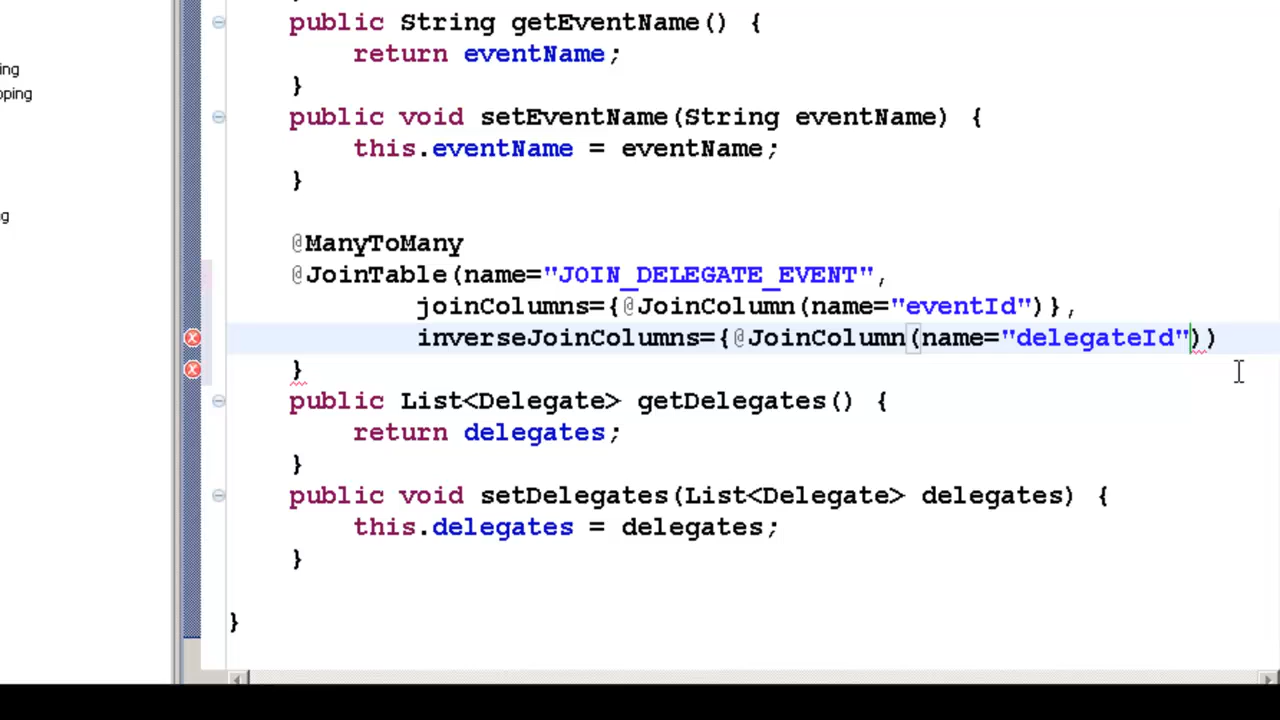 ing
pping
g
public String getEventName() {
return eventName;
}
public void setEventName(String eventName) {
this.eventName = eventName;
}
@ManyToMany
@JoinTable(name="JOIN_DELEGATE_EVENT",
joinColumns={@JoinColumn(name="eventId")},
inverseJoinColumns={@JoinColumn(name="delegateId"))
}
public List<Delegate> getDelegates() {
return delegates;
}
public void setDelegates(List<Delegate> delegates) {
this.delegates = delegates;
}
}